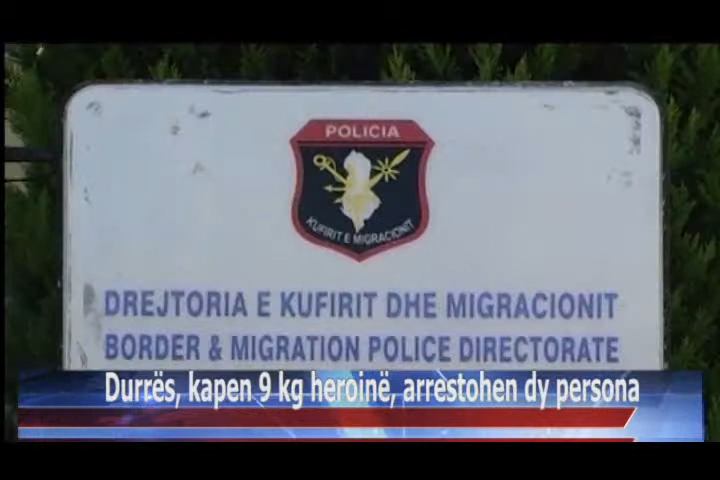 POLICIA
KUFIRIT E MIGRACIONIT
DREJTORIA E KUFIRIT DHE MIGRACIONIT
BORDER & MIGRATION POLICE DIRECTORATE
Durrës, kapen 9 kg heroinë, arrestohen dy persona